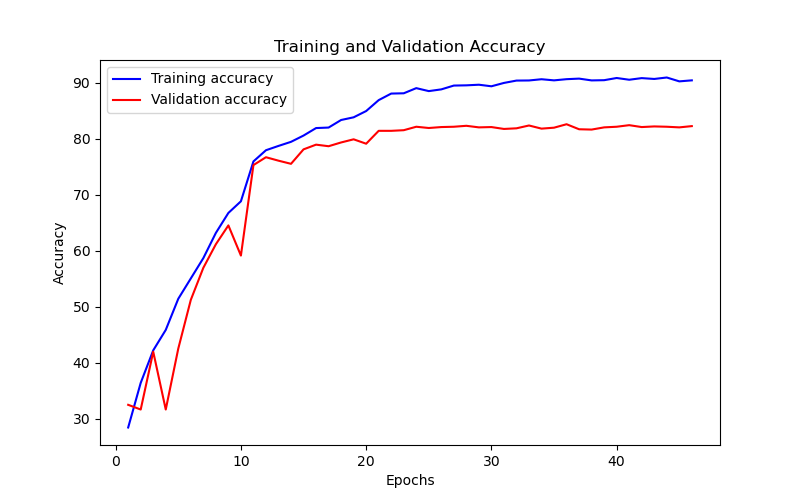 Training and Validation Accuracy
Training accuracy
Validation accuracy
90
80
70
60
50
40
30
Accuracy
0 10 20 30 40
Epochs